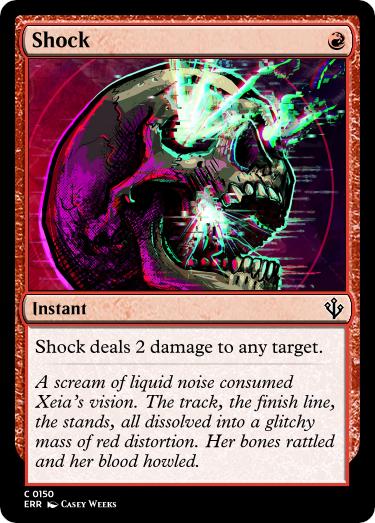 Shock
Instant
Shock deals 2 damage to any target.
A scream of liquid noise consumed
Xeia's vision. The track, the finish line,
the stands, all dissolved into a glitchy
mass of red distortion. Her bones rattled
and her blood howled.
C 0150
ERR Casey Weeks